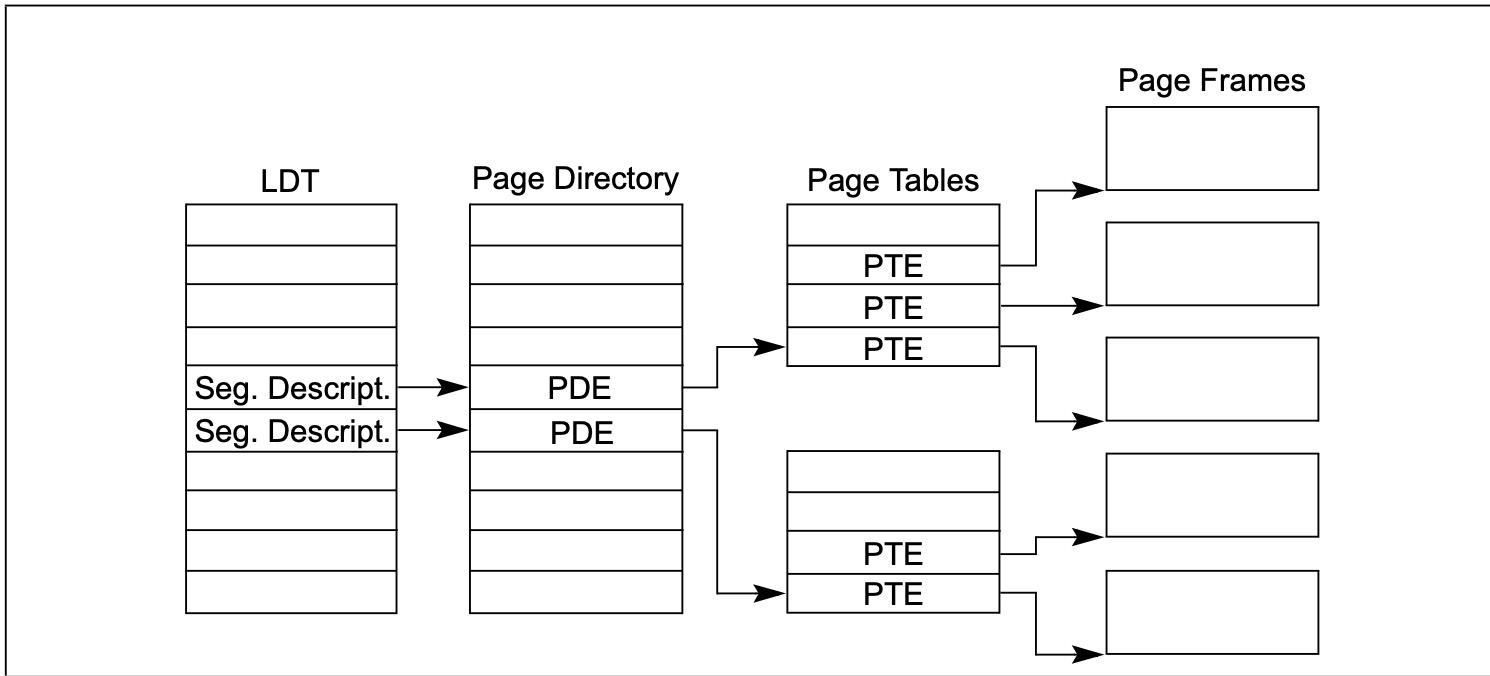 Page Frames
LDT
Page Directory
Page Tables
PTE
PTE
PTE
Seg. Descript.
PDE
Seg. Descript.
PDE
PTE
PTE